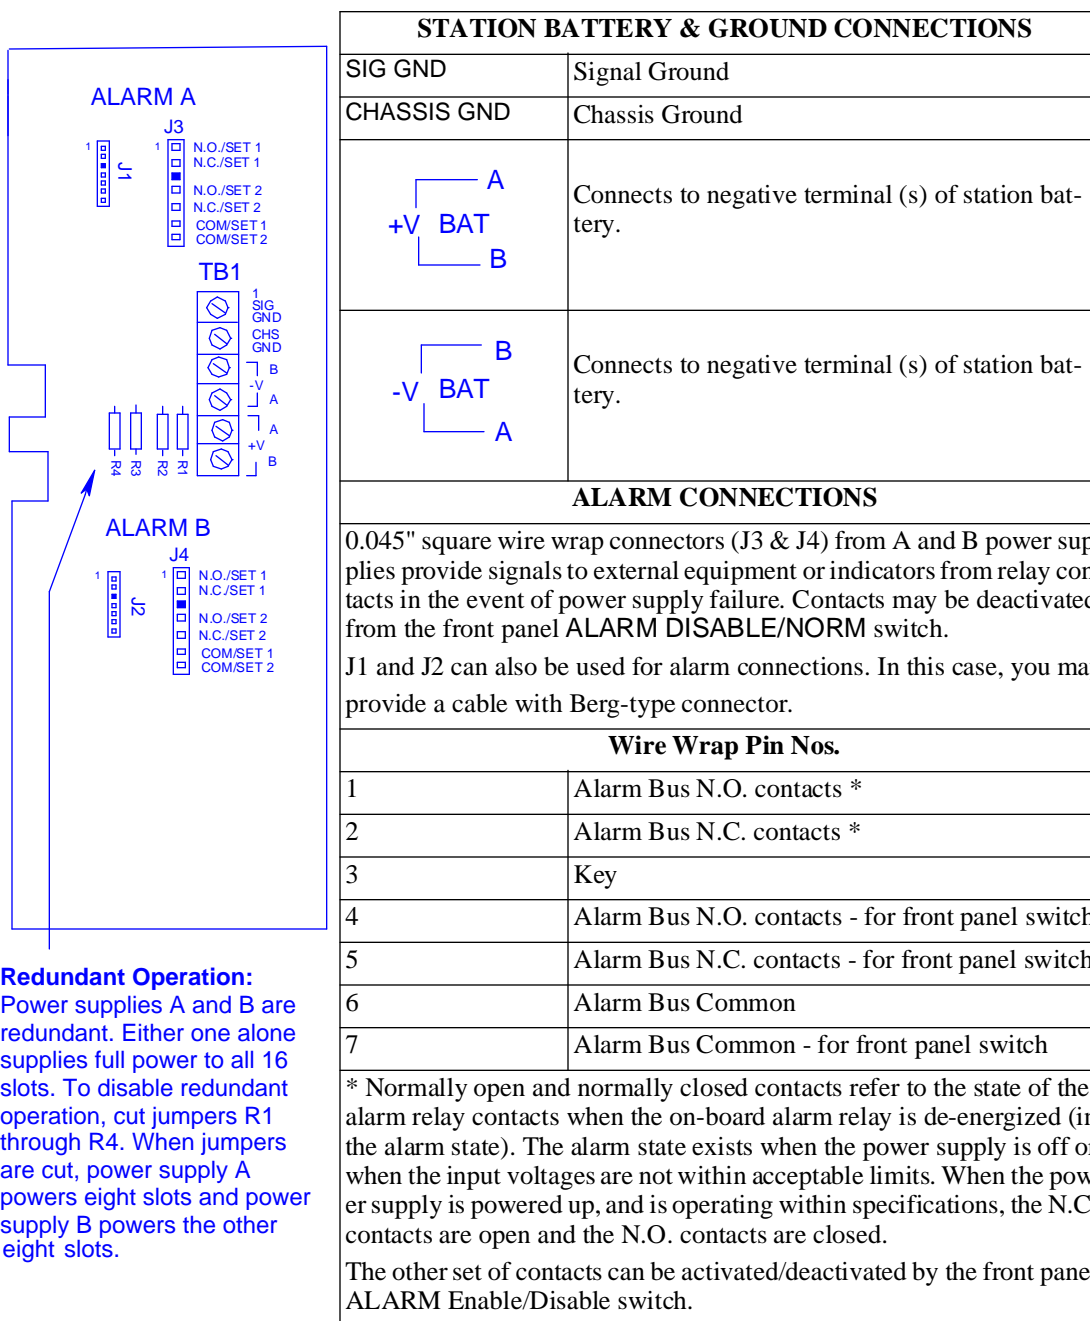 ALARM A
J3
1
J1
1
N.O./SET 1
N.C./SET 1
N.O./SET 2
N.C./SET 2
COM/SET 1
COM/SET 2
TB1
1
SIG
GND
CHS
GND
B
-V
A
A
+V
B
R4
R3
R2
R1
ALARM B
J4
1
J2
1
N.O./SET 1
N.C./SET 1
N.O./SET 2
N.C./SET 2
COM/SET 1
COM/SET 2
Redundant Operation:
Power supplies A and B are
redundant. Either one alone
supplies full power to all 16
slots. To disable redundant
operation, cut jumpers R1
through R4. When jumpers
are cut, power supply A
powers eight slots and power
supply B powers the other
eight slots.
STATION BATTERY & GROUND CONNECTIONS
SIG GND Signal Ground
CHASSIS GND Chassis Ground
A
+V BAT
B
Connects to negative terminal (s) of station bat-
tery.
B
-V BAT
A
Connects to negative terminal (s) of station bat-
tery.
ALARM CONNECTIONS
0.045" square wire wrap connectors (J3 & J4) from A and B power sup
plies provide signals to external equipment or indicators from relay con
tacts in the event of power supply failure. Contacts may be deactivated
from the front panel ALARM DISABLE/NORM switch.
J1 and J2 can also be used for alarm connections. In this case, you ma
provide a cable with Berg-type connector.
Wire Wrap Pin Nos.
1 Alarm Bus N.O. contacts *
2 Alarm Bus N.C. contacts *
3 Key
4 Alarm Bus N.O. contacts - for front panel switch
5 Alarm Bus N.C. contacts - for front panel switch
6 Alarm Bus Common
7 Alarm Bus Common - for front panel switch
* Normally open and normally closed contacts refer to the state of the
alarm relay contacts when the on-board alarm relay is de-energized (in
the alarm state). The alarm state exists when the power supply is off or
when the input voltages are not within acceptable limits. When the pow
er supply is powered up, and is operating within specifications, the N.C
contacts are open and the N.O. contacts are closed.
The other set of contacts can be activated/deactivated by the front pane
ALARM Enable/Disable switch.